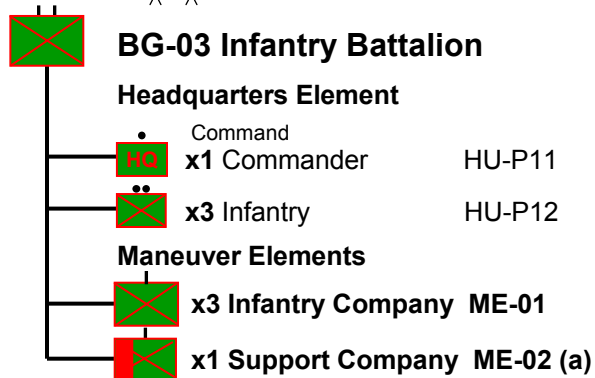 BG-03 Infantry Battalion
Headquarters Element
Command
HQ x1 Commander HU-P11
x3 Infantry HU-P12
Maneuver Elements
x3 Infantry Company ME-01
x1 Support Company ME-02 (a)